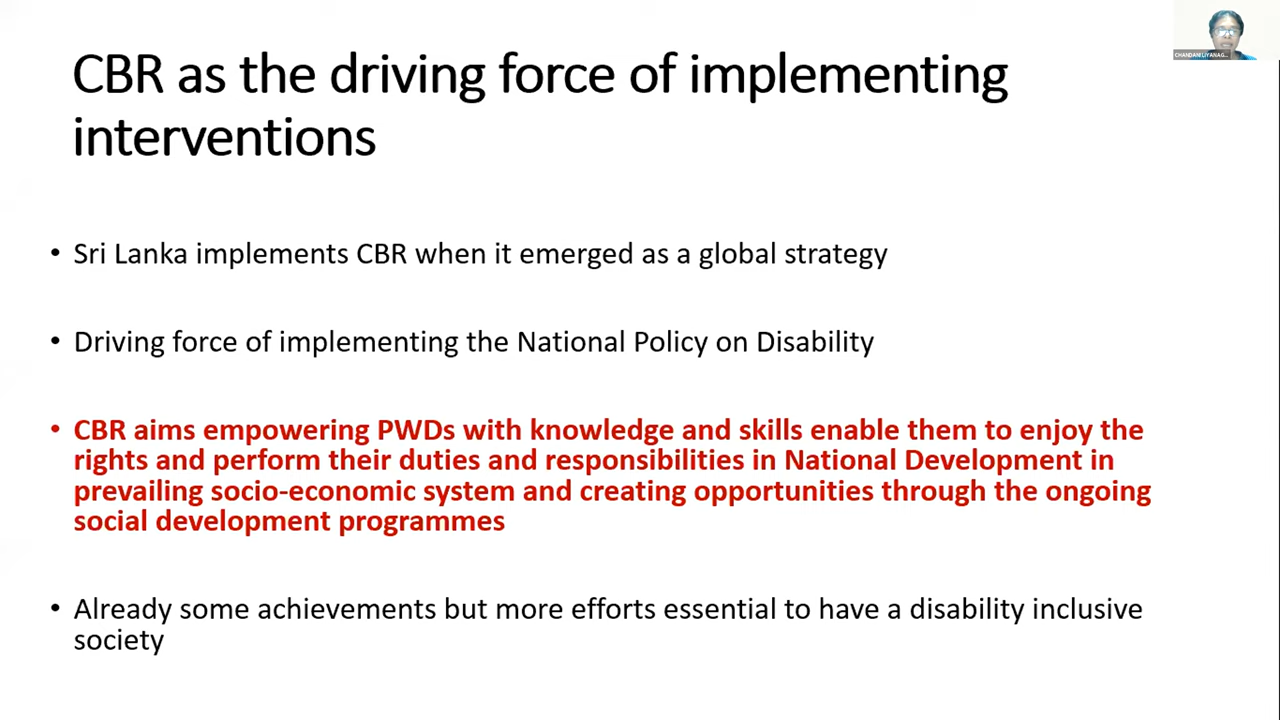 CBR as the driving force of implementing
interventions
CHANDANI LIYANAG...
• Sri Lanka implements CBR when it emerged as a global strategy
• Driving force of implementing the National Policy on Disability
• CBR aims empowering PWDs with knowledge and skills enable them to enjoy the
rights and perform their duties and responsibilities in National Development in
prevailing socio-economic system and creating opportunities through the ongoing
social development programmes
• Already some achievements but more efforts essential to have a disability inclusive
society